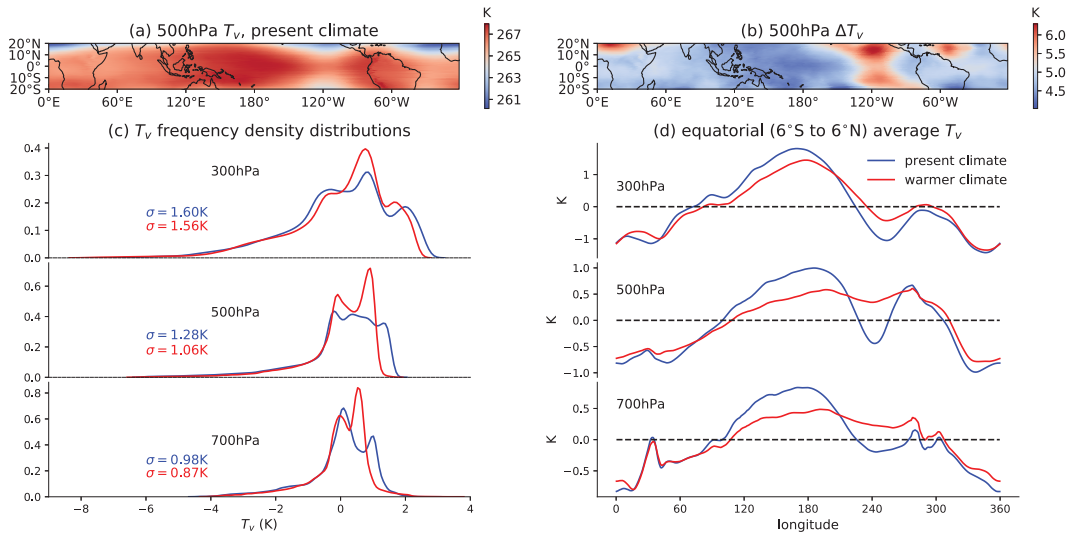 (a) 500hPa Tᵥ, present climate
K
20°N
10°N
0°
10°S
20°S
0°E
60°E
120°E
180°
120°W
60°W
267
265
263
261
(b) 500hPa ΔTᵥ
K
20°N
10°N
0°
10°S
20°S
0°E
60°E
120°E
180°
120°W
60°W
6.0
5.5
5.0
4.5
(c) Tᵥ frequency density distributions
0.4
0.3
0.2
0.1
0.0
300hPa
σ = 1.60K
σ = 1.56K
0.6
0.4
0.2
0.0
500hPa
σ = 1.28K
σ = 1.06K
0.8
0.6
0.4
0.2
0.0
700hPa
σ = 0.98K
σ = 0.87K
−8
−6
−4
−2
0
2
4
Tᵥ (K)
(d) equatorial (6°S to 6°N) average Tᵥ
present climate
warmer climate
300hPa
K
1
0
−1
500hPa
K
1.0
0.5
0.0
−0.5
−1.0
700hPa
K
0.5
0.0
−0.5
0
60
120
180
240
300
360
longitude